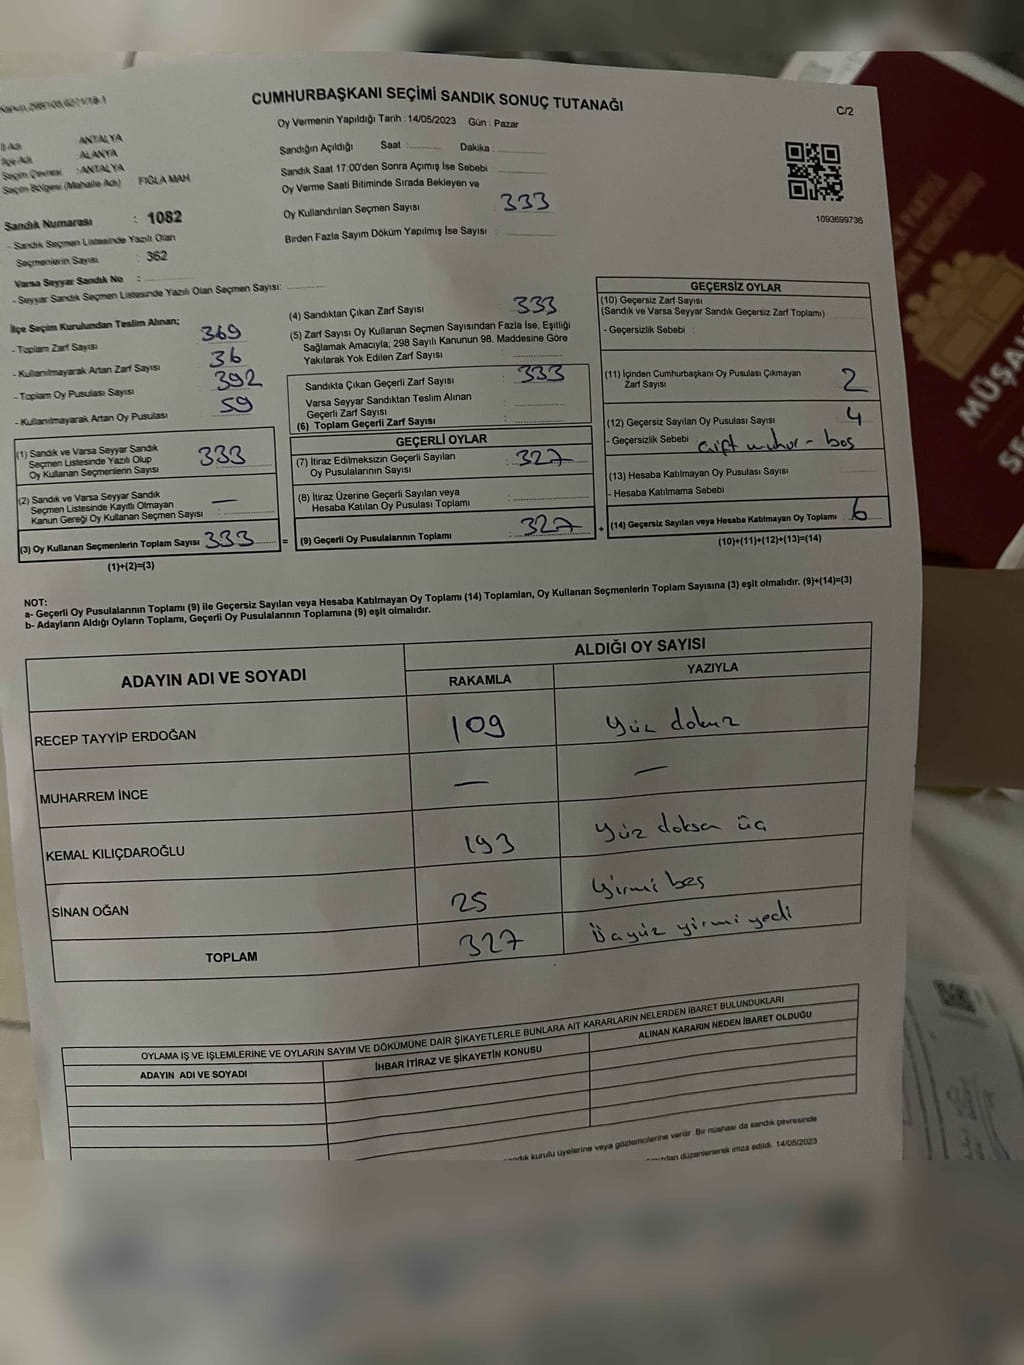 CUMHURBAŞKANI SEÇİMİ SANDIK SONUÇ TUTANAĞI
C/2
Oy Vermenin Yapıldığı Tarih : 14/05/2023 Gün : Pazar
İl Adı : ANTALYA
İlçe Adı : ALANYA
Seçim Çevresi : ANTALYA
Seçim Bölgesi (Mahalle Adı) FIĞLA MAH.
Sandık Numarası : 1082
- Sandık Seçmen Listesinde Yazılı Olan
Seçmenlerin Sayısı : 362
Varsa Seyyar Sandık No :
- Seyyar Sandık Seçmen Listesinde Yazılı Olan Seçmen Sayısı:
Sandığın Açıldığı Saat : Dakika :
Sandık Saat 17:00'den Sonra Açımış İse Sebebi
Oy Verme Saati Bitiminde Sırada Bekleyen ve
Oy Kullandırılan Seçmen Sayısı 333
Birden Fazla Sayım Döküm Yapılmış İse Sayısı :
1093699736
İlçe Seçim Kurulundan Teslim Alınan;
- Toplam Zarf Sayısı 369
- Kullanılmayarak Artan Zarf Sayısı 36
- Toplam Oy Pusulası Sayısı 392
- Kullanılmayarak Artan Oy Pusulası 59
(1) Sandık ve Varsa Seyyar Sandık
Seçmen Listesinde Yazılı Olup
Oy Kullanan Seçmenlerin Sayısı 333
(2) Sandık ve Varsa Seyyar Sandık
Seçmen Listesinde Kayıtlı Olmayan
Kanun Gereği Oy Kullanan Seçmen Sayısı : —
(3) Oy Kullanan Seçmenlerin Toplam Sayısı 333
(1)+(2)=(3)
(4) Sandıktan Çıkan Zarf Sayısı : 333
(5) Zarf Sayısı Oy Kullanan Seçmen Sayısından Fazla İse, Eşitliği
Sağlamak Amacıyla; 298 Sayılı Kanunun 98. Maddesine Göre
Yakılarak Yok Edilen Zarf Sayısı :
Sandıkta Çıkan Geçerli Zarf Sayısı : 333
Varsa Seyyar Sandıktan Teslim Alınan
Geçerli Zarf Sayısı :
(6) Toplam Geçerli Zarf Sayısı :
GEÇERLİ OYLAR
(7) İtiraz Edilmeksizin Geçerli Sayılan
Oy Pusulalarının Sayısı : 327
(8) İtiraz Üzerine Geçerli Sayılan veya
Hesaba Katılan Oy Pusulası Toplamı :
(9) Geçerli Oy Pusulalarının Toplamı : 327
GEÇERSİZ OYLAR
(10) Geçersiz Zarf Sayısı
(Sandık ve Varsa Seyyar Sandık Geçersiz Zarf Toplamı) :
- Geçersizlik Sebebi :
(11) İçinden Cumhurbaşkanı Oy Pusulası Çıkmayan
Zarf Sayısı : 2
(12) Geçersiz Sayılan Oy Pusulası Sayısı : 4
- Geçersizlik Sebebi çift muhur - boş
(13) Hesaba Katılmayan Oy Pusulası Sayısı :
- Hesaba Katılmama Sebebi :
(14) Geçersiz Sayılan veya Hesaba Katılmayan Oy Toplamı : 6
(10)+(11)+(12)+(13)=(14)
NOT:
a- Geçerli Oy Pusulalarının Toplamı (9) ile Geçersiz Sayılan veya Hesaba Katılmayan Oy Toplamı (14) Toplamları, Oy Kullanan Seçmenlerin Toplam Sayısına (3) eşit olmalıdır. (9)+(14)=(3)
b- Adayların Aldığı Oyların Toplamı, Geçerli Oy Pusulalarının Toplamına (9) eşit olmalıdır.
ADAYIN ADI VE SOYADI
ALDIĞI OY SAYISI
RAKAMLA YAZIYLA
RECEP TAYYİP ERDOĞAN 109 Yüz dokuz
MUHARREM İNCE — —
KEMAL KILIÇDAROĞLU 193 Yüz doksa üç
SİNAN OĞAN 25 Yirmi beş
TOPLAM 327 Üçyüz yirmi yedi
OYLAMA İŞ VE İŞLEMLERİNE VE OYLARIN SAYIM VE DÖKÜMÜNE DAİR ŞİKAYETLERLE BUNLARA AİT KARARLARIN NELERDEN İBARET BULUNDUKLARI
ADAYIN ADI VE SOYADI İHBAR İTİRAZ VE ŞİKAYETİN KONUSU ALINAN KARARIN NEDEN İBARET OLDUĞU
kurulu üyelerine veya gözlemcilerine verilir. Bir nüshası da sandık çevresinde
düzenlenerek imza edildi. 14/05/2023